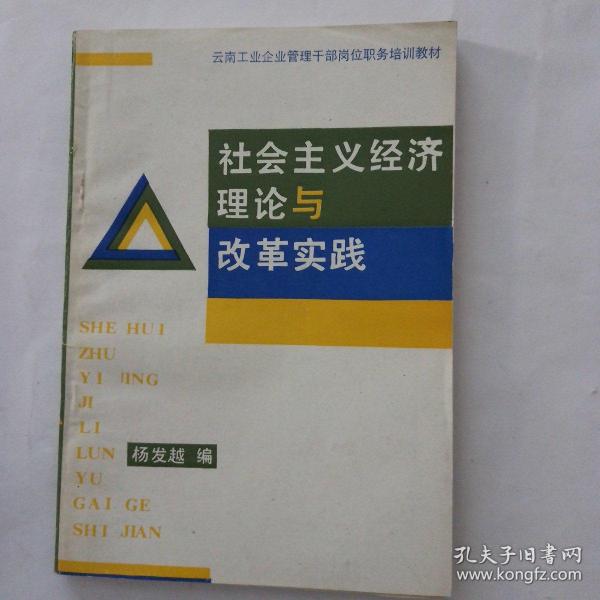 云南工业企业管理干部岗位职务培训教材
社会主义经济
理论与
改革实践
SHE HUI
ZHU
YI JING
JI
LI
LUN
YU
GAI GE
SHI JIAN
杨发越 编
孔夫子旧书网
www.kongfz.com